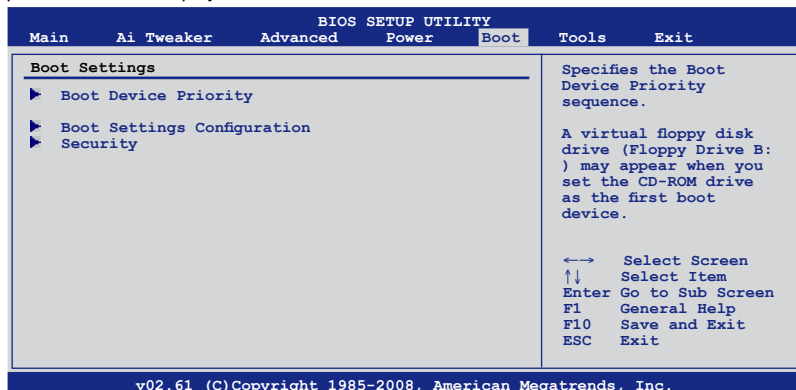 BIOS SETUP UTILITY
Main Ai Tweaker Advanced Power Boot Tools Exit
Boot Settings
Boot Device Priority
Boot Settings Configuration
Security
Specifies the Boot
Device Priority
sequence.
A virtual floppy disk
drive (Floppy Drive B:
) may appear when you
set the CD-ROM drive
as the first boot
device.
←→ Select Screen
↑↓ Select Item
Enter Go to Sub Screen
F1 General Help
F10 Save and Exit
ESC Exit
v02.61 (C)Copyright 1985-2008, American Megatrends, Inc.